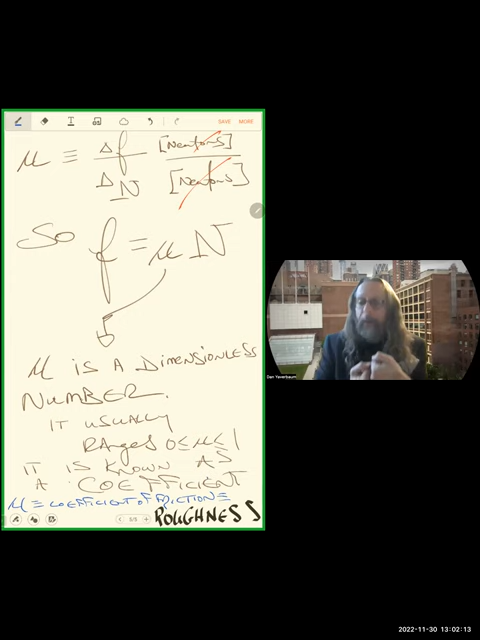 SAVE MORE
μ ≡ Δf / ΔN [Newtons] / [Newtons]
So f = μN
μ IS A DIMENSIONLESS
NUMBER.
IT USUALLY
RANGES 0≤μ≤1
IT IS KNOWN AS
A COEFFICIENT
μ ≡ COEFFICIENT OF FRICTION ≡
ROUGHNESS
Dan Yaverbaum
2022-11-30 13:02:13